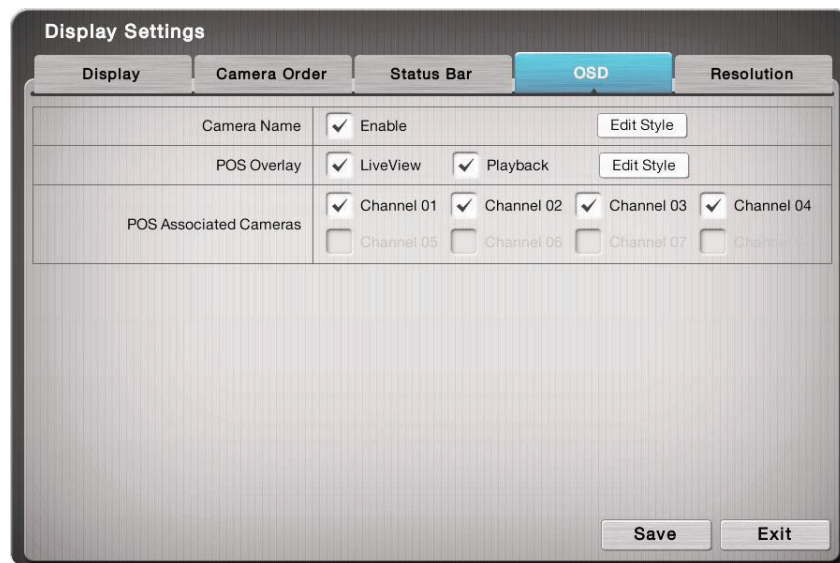 Display Settings
Display Camera Order Status Bar OSD Resolution
Camera Name Enable Edit Style
POS Overlay LiveView Playback Edit Style
POS Associated Cameras
Channel 01 Channel 02 Channel 03 Channel 04
Channel 05 Channel 06 Channel 07
Save Exit